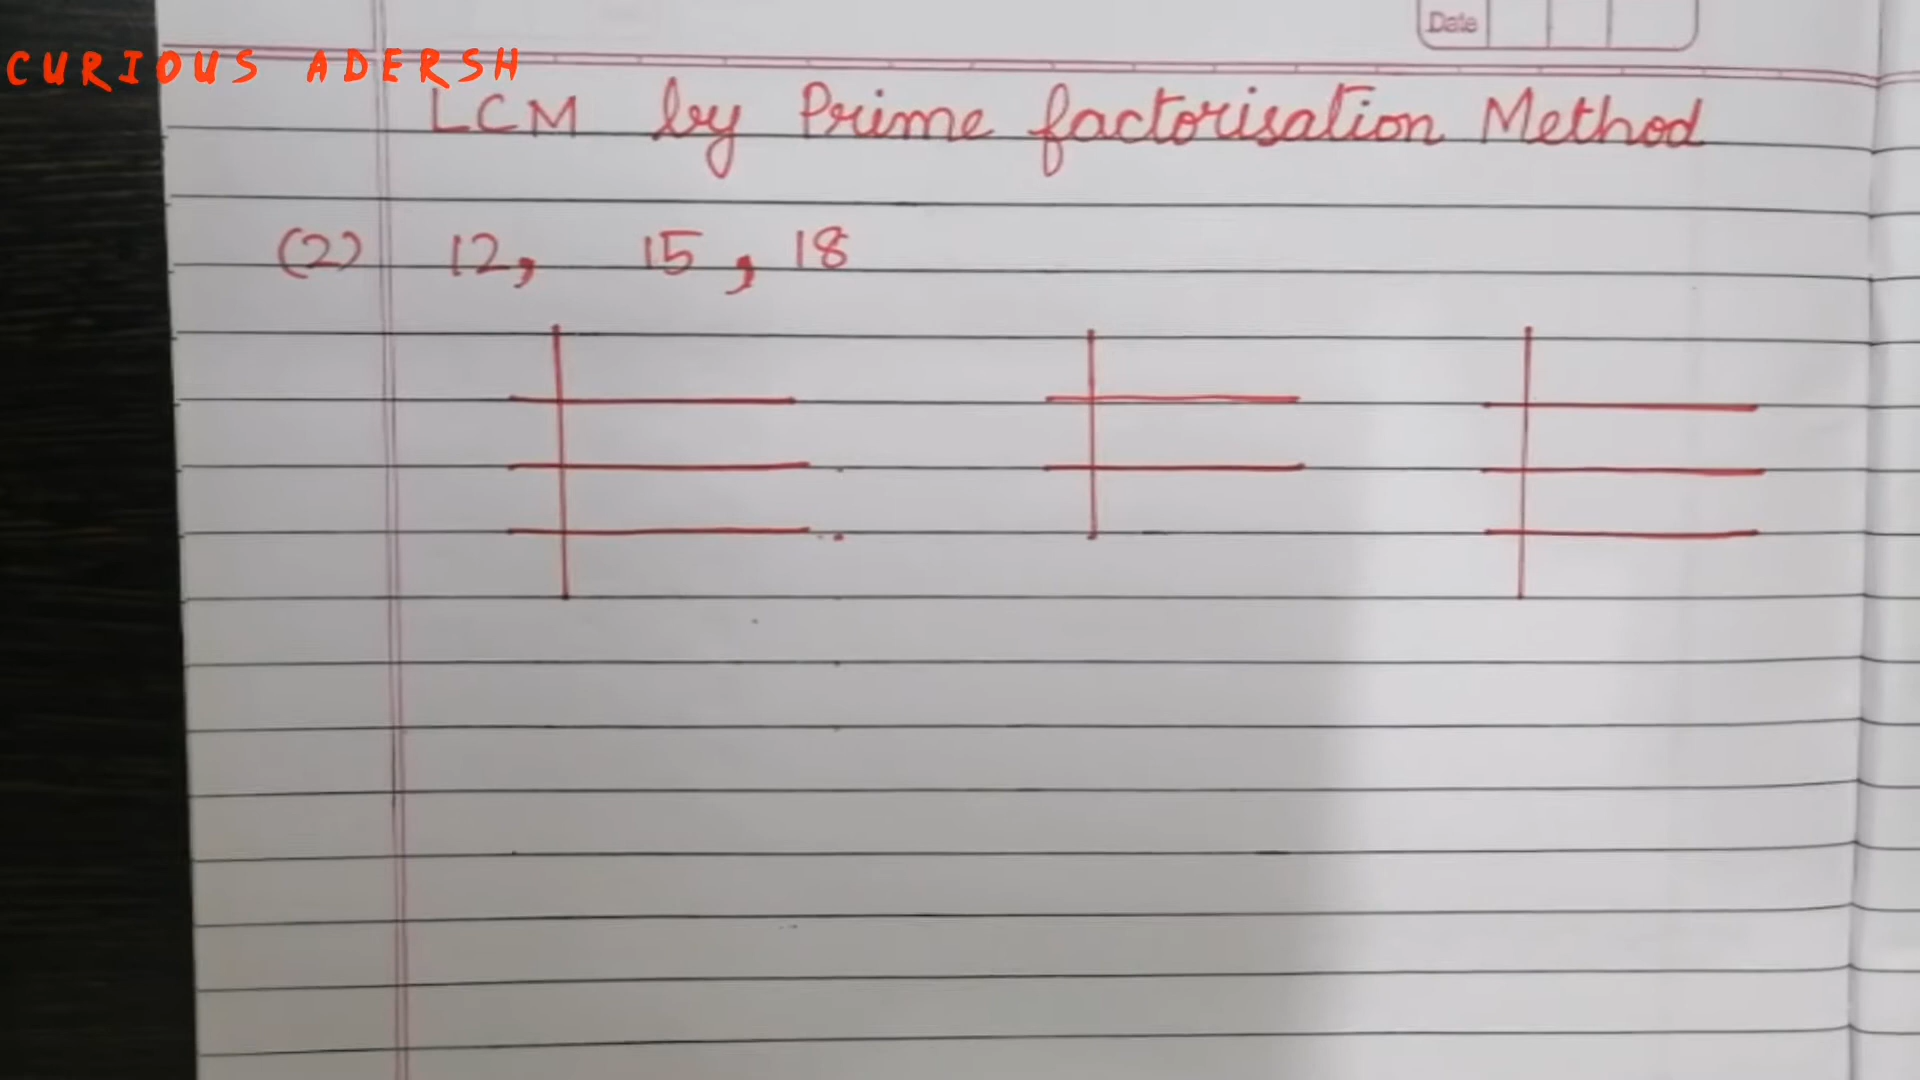 Date
CURIOUS ADERSH
LCM by Prime factorisation Method
(2) 12, 15, 18